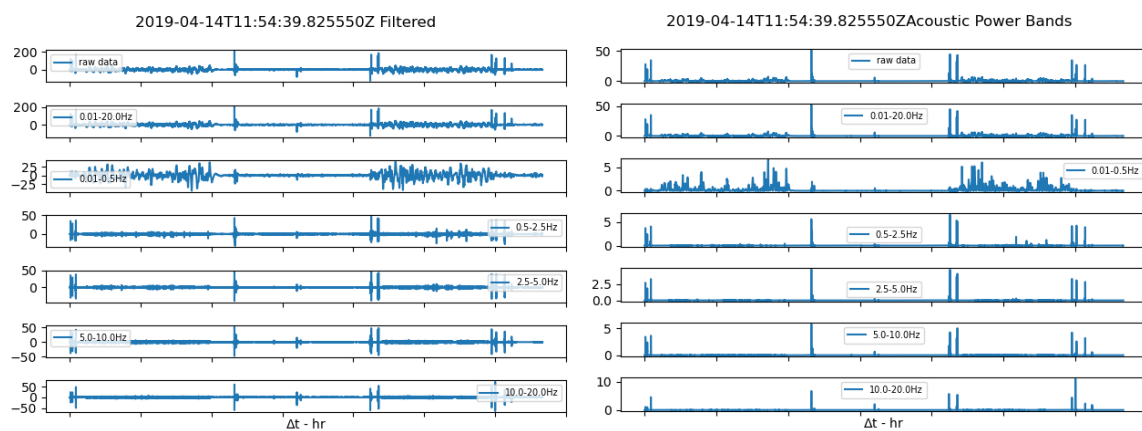 2019-04-14T11:54:39.825550Z Filtered
200
0
raw data
200
0
0.01-20.0Hz
25
0
−25
0.01-0.5Hz
50
0
0.5-2.5Hz
50
0
2.5-5.0Hz
50
0
−50
5.0-10.0Hz
50
0
−50
10.0-20.0Hz
Δt - hr
2019-04-14T11:54:39.825550ZAcoustic Power Bands
50
0
raw data
50
0
0.01-20.0Hz
5
0
0.01-0.5Hz
5
0
0.5-2.5Hz
2.5
0.0
2.5-5.0Hz
5
0
5.0-10.0Hz
10
0
10.0-20.0Hz
Δt - hr